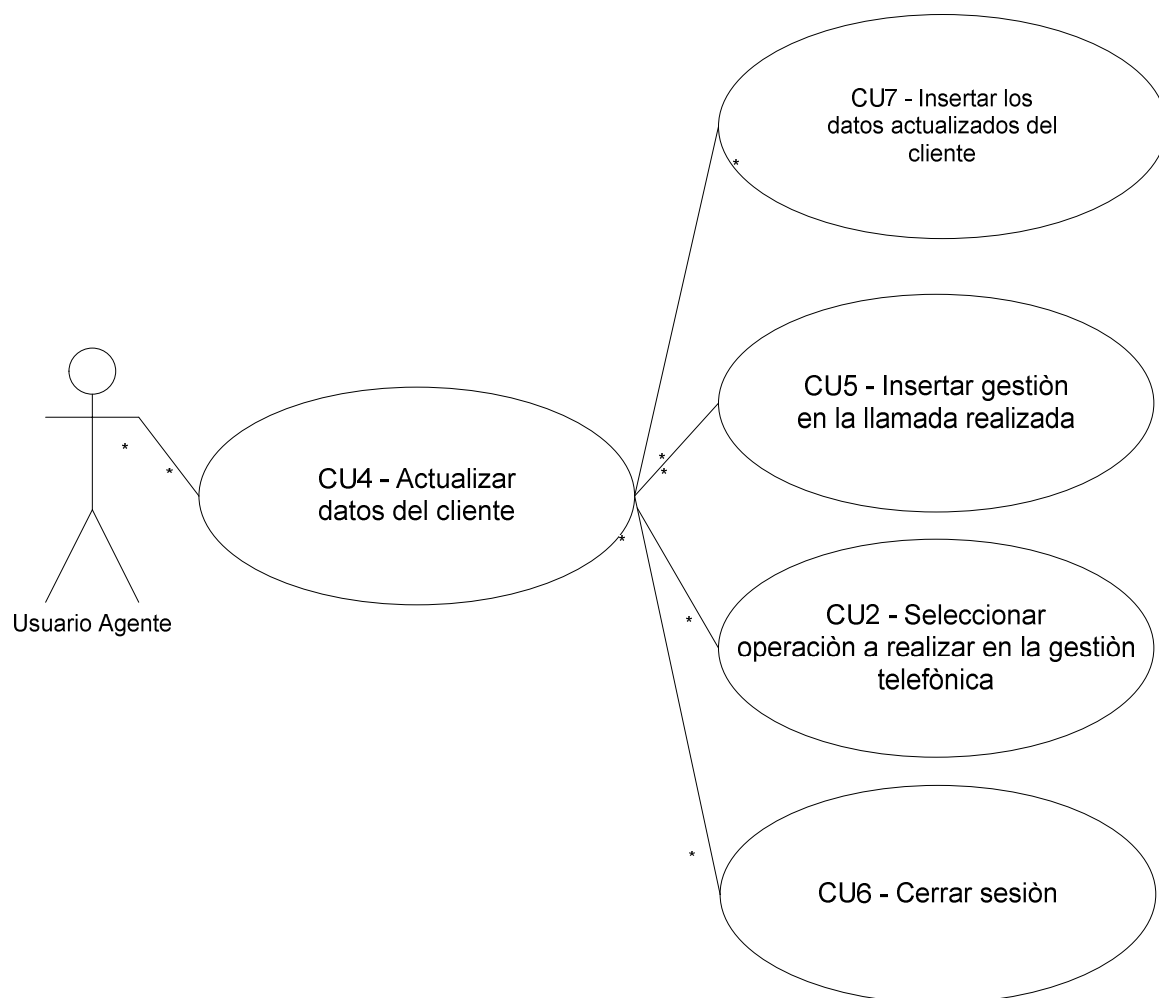 CU7 - Insertar los
datos actualizados del
cliente
*
CU5 - Insertar gestiòn
en la llamada realizada
*
*
*
*
CU4 - Actualizar
datos del cliente
*
CU2 - Seleccionar
operaciòn a realizar en la gestiòn
telefònica
*
Usuario Agente
CU6 - Cerrar sesiòn
*